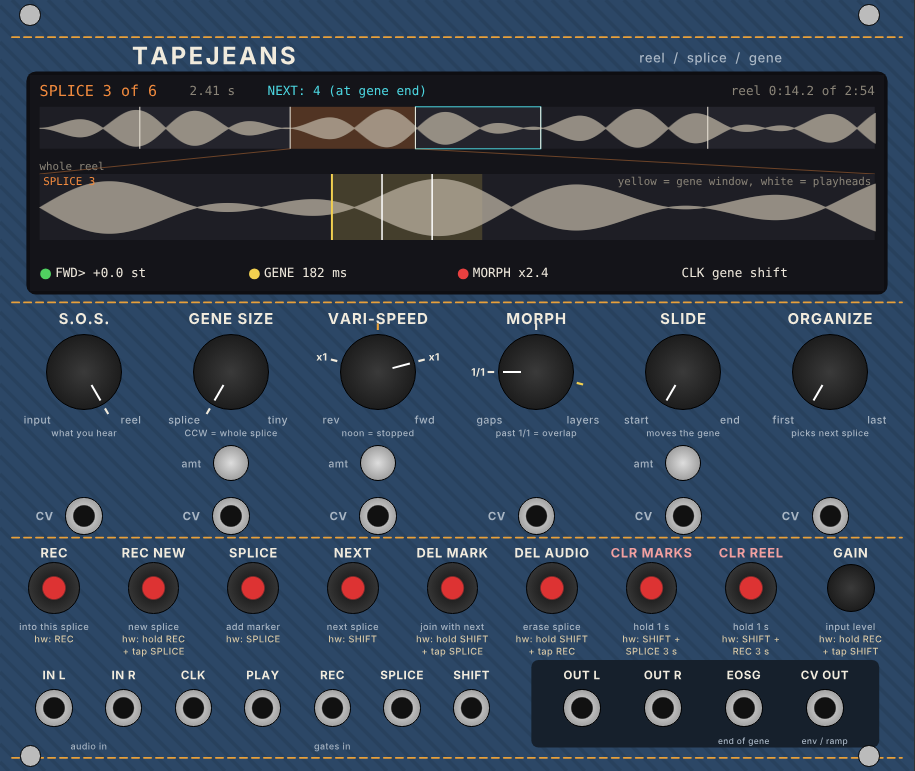 TAPEJEANS
reel / splice / gene
SPLICE 3 of 6 2.41 s NEXT: 4 (at gene end) reel 0:14.2 of 2:54
whole reel
SPLICE 3 yellow = gene window, white = playheads
FWD> +0.0 st GENE 182 ms MORPH x2.4 CLK gene shift
S.O.S. GENE SIZE VARI-SPEED MORPH SLIDE ORGANIZE
x1 x1 1/1
input reel splice tiny rev fwd gaps layers start end first last
what you hear CCW = whole splice noon = stopped past 1/1 = overlap moves the gene picks next splice
amt amt amt
CV CV CV CV CV CV
REC REC NEW SPLICE NEXT DEL MARK DEL AUDIO CLR MARKS CLR REEL GAIN
into this splice new splice add marker next splice join with next erase splice hold 1 s hold 1 s input level
hw: REC hw: hold REC hw: SPLICE hw: SHIFT hw: hold SHIFT hw: hold SHIFT hw: SHIFT + hw: SHIFT + hw: hold REC
+ tap SPLICE + tap SPLICE + tap REC SPLICE 3 s REC 3 s + tap SHIFT
IN L IN R CLK PLAY REC SPLICE SHIFT OUT L OUT R EOSG CV OUT
end of gene env / ramp
audio in gates in